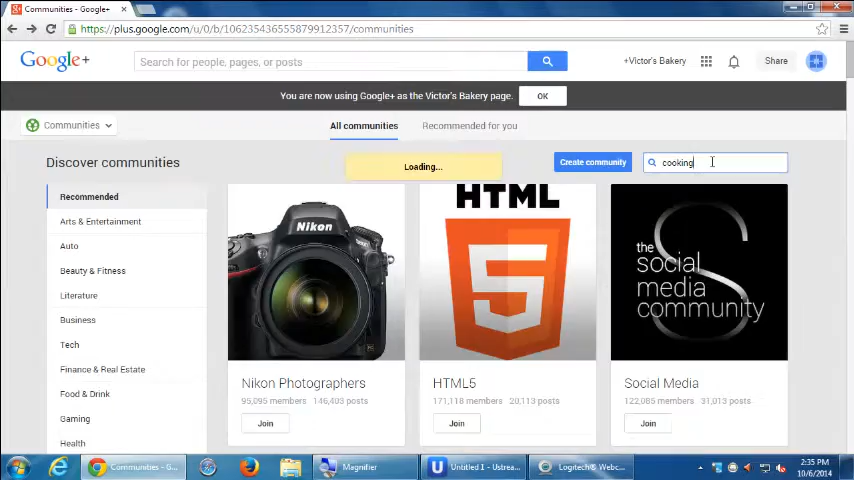 Communities - Google+
https://plus.google.com/u/0/b/106235436555879912357/communities
Google+
Search for people, pages, or posts
+Victor's Bakery
Share
You are now using Google+ as the Victor's Bakery page.
OK
Communities
All communities
Recommended for you
Discover communities
Loading...
Create community
cooking
Recommended
Arts & Entertainment
Auto
Beauty & Fitness
Literature
Business
Tech
Finance & Real Estate
Food & Drink
Gaming
Health
Nikon
HTML
5
the
social
media
community
Nikon Photographers
95,095 members 146,403 posts
Join
HTML5
171,118 members 20,113 posts
Join
Social Media
122,085 members 31,013 posts
Join
Communities - G...
Magnifier
Untitled I - Ustrea...
Logitech® Webc...
2:35 PM
10/6/2014